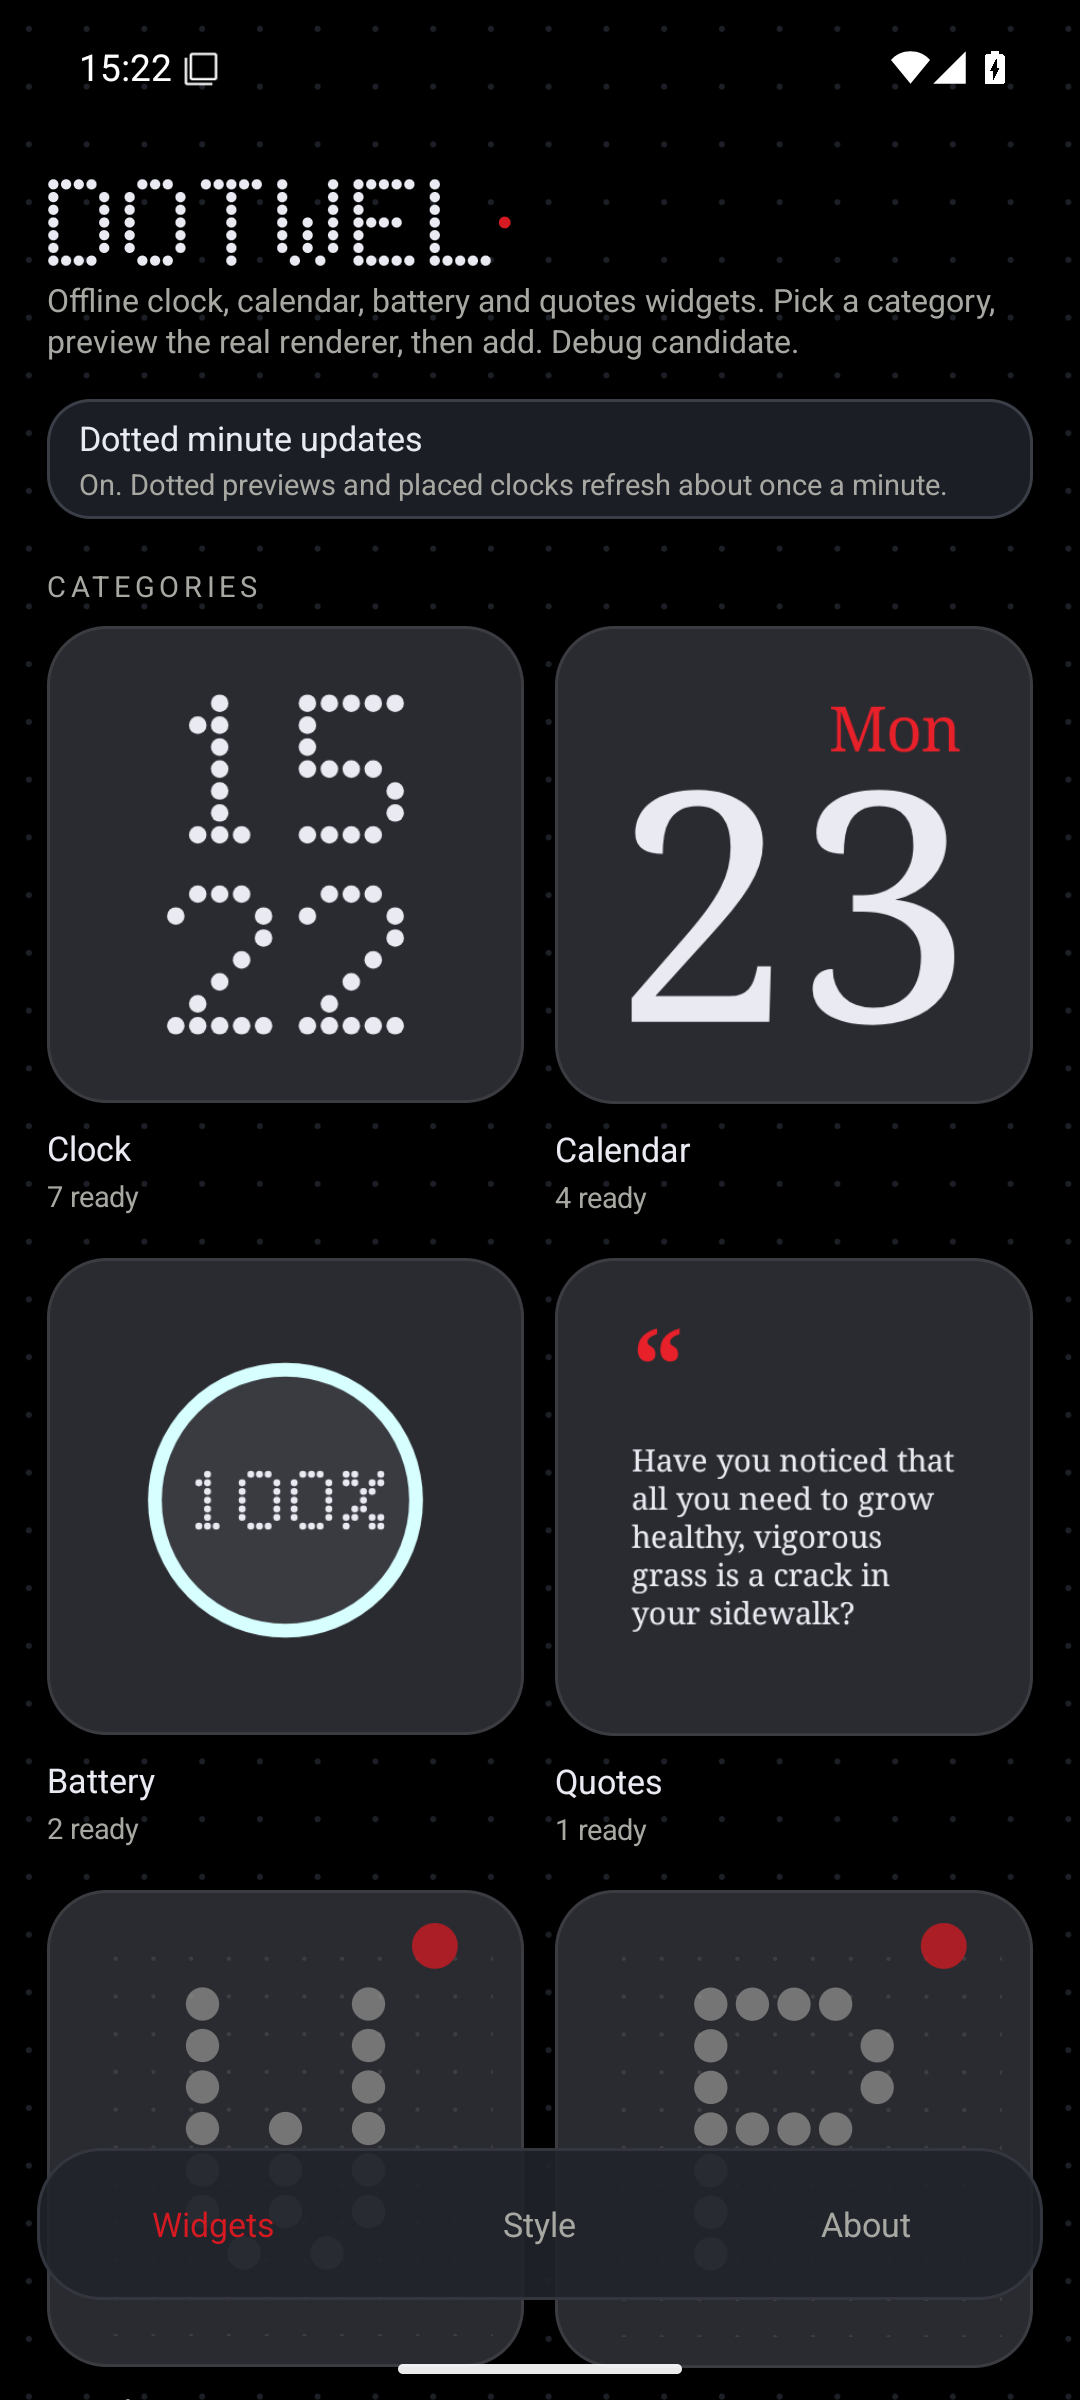 15:22
DOTWEL
Offline clock, calendar, battery and quotes widgets. Pick a category,
preview the real renderer, then add. Debug candidate.
Dotted minute updates
On. Dotted previews and placed clocks refresh about once a minute.
CATEGORIES
15
22
Mon
23
Clock
7 ready
Calendar
4 ready
100%
“
Have you noticed that
all you need to grow
healthy, vigorous
grass is a crack in
your sidewalk?
Battery
2 ready
Quotes
1 ready
W
P
Widgets
Style
About